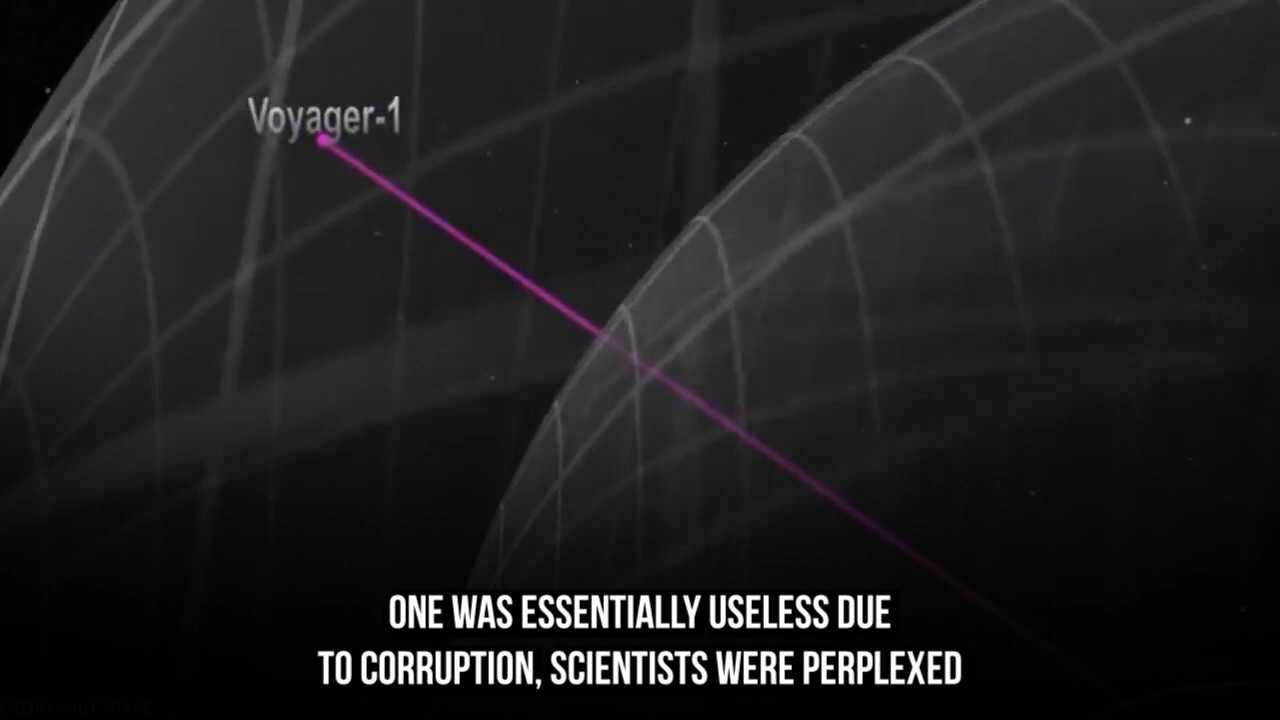 Voyager-1
ONE WAS ESSENTIALLY USELESS DUE
TO CORRUPTION, SCIENTISTS WERE PERPLEXED